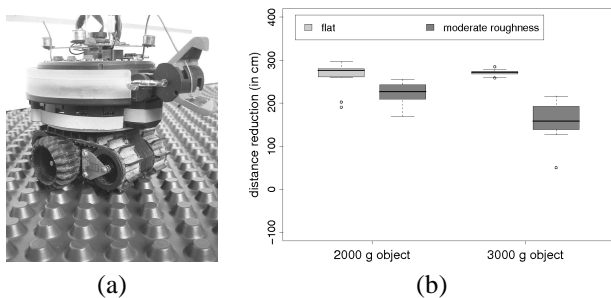 flat
moderate roughness
distance reduction (in cm)
400
300
200
100
0
−100
2000 g object
3000 g object
(a)
(b)